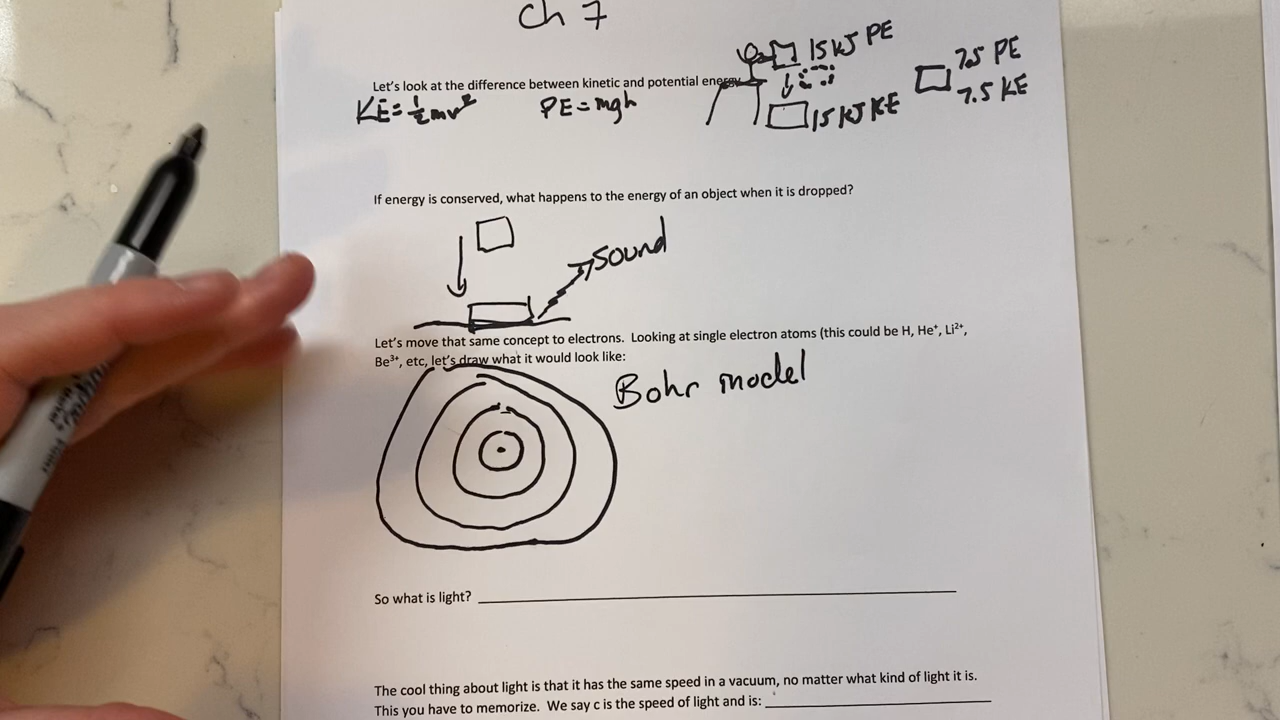 Ch 7
15 kJ PE
7.5 PE
Let's look at the difference between kinetic and potential energy
KE = ½mv²
PE = mgh
15 kJ KE
7.5 KE
If energy is conserved, what happens to the energy of an object when it is dropped?
Sound
Let's move that same concept to electrons. Looking at single electron atoms (this could be H, He⁺, Li²⁺,
Be³⁺, etc, let's draw what it would look like:
Bohr model
So what is light?
The cool thing about light is that it has the same speed in a vacuum, no matter what kind of light it is.
This you have to memorize. We say c is the speed of light and is: